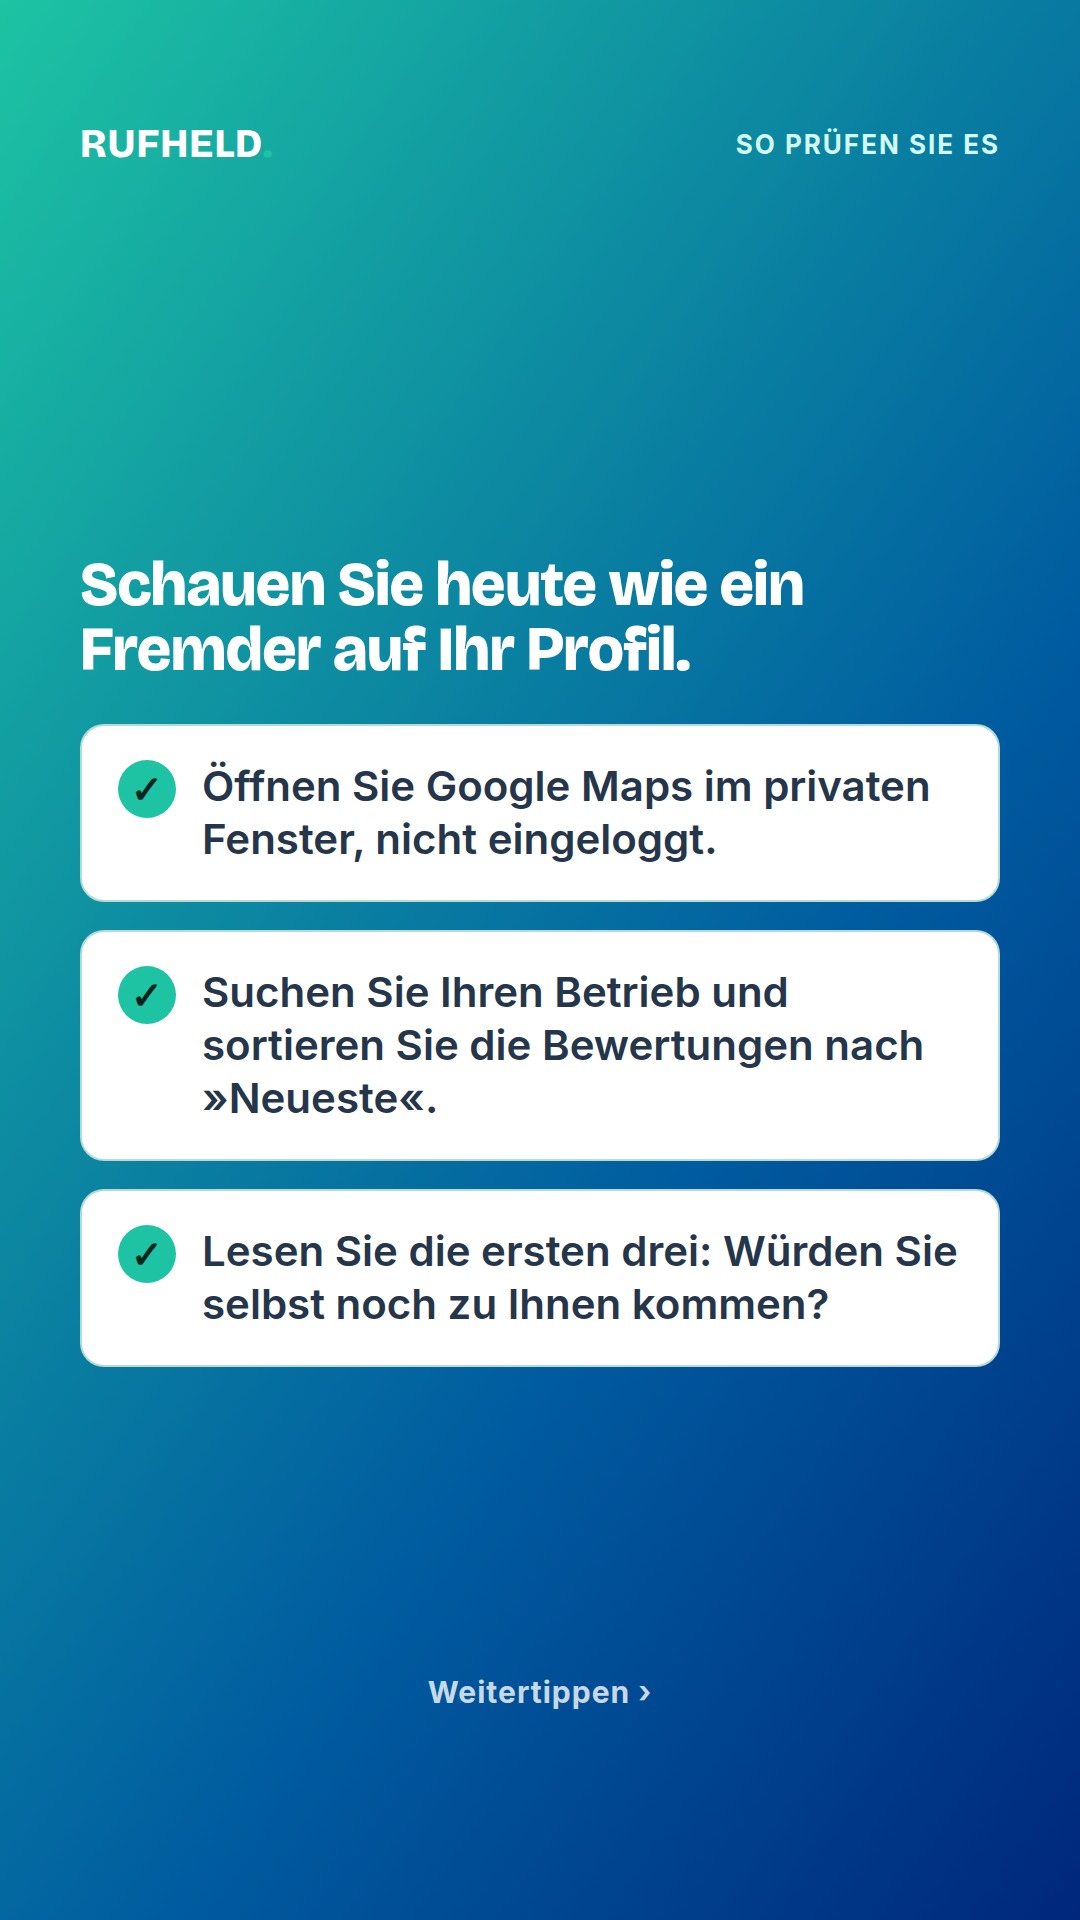 RUFHELD.
SO PRÜFEN SIE ES
Schauen Sie heute wie ein
Fremder auf Ihr Profil.
✓ Öffnen Sie Google Maps im privaten
Fenster, nicht eingeloggt.
✓ Suchen Sie Ihren Betrieb und
sortieren Sie die Bewertungen nach
»Neueste«.
✓ Lesen Sie die ersten drei: Würden Sie
selbst noch zu Ihnen kommen?
Weitertippen ›